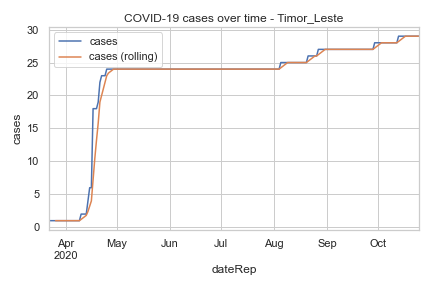 COVID-19 cases over time - Timor_Leste
cases
cases (rolling)
30
25
20
15
10
5
0
cases
Apr May Jun Jul Aug Sep Oct
2020
dateRep